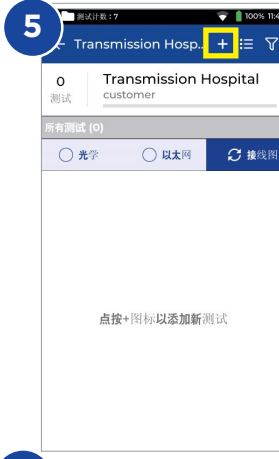 5
测试计数：7
100% 11:4
← Transmission Hosp.. +
0
测试
Transmission Hospital
customer
所有测试 (0)
光学
以太网
接线图
点按+图标以添加新测试